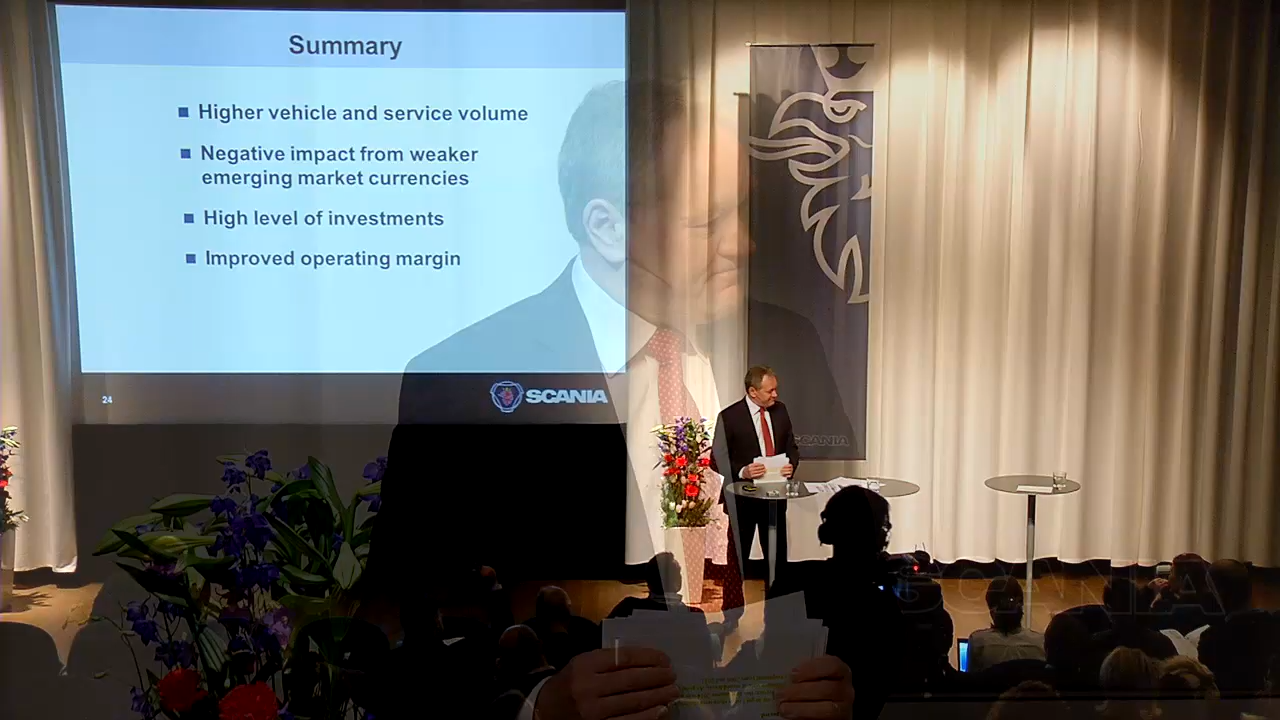 Summary
Higher vehicle and service volume
Negative impact from weaker
emerging market currencies
High level of investments
Improved operating margin
24
SCANIA
SCANIA
SCANIA